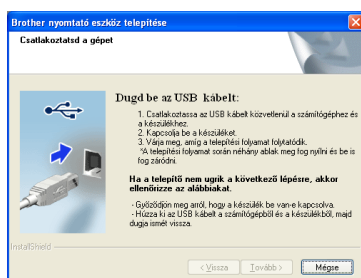 Brother nyomtató eszköz telepítése
Csatlakoztatsd a gépet
Dugd be az USB kábelt:
1. Csatlakoztassa az USB kábelt közvetlenül a számítógéphez és
a készülékhez.
2. Kapcsolja be a készüléket.
3. Várja meg, amíg a telepítési folyamat folytatódik.
*A telepítési folyamat során néhány ablak meg fog nyílni és be is
fog záródni.
Ha a telepítő nem ugrik a következő lépésre, akkor
ellenőrizze az alábbiakat.
- Győződjön meg arról, hogy a készülék be van-e kapcsolva.
- Húzza ki az USB kábelt a számítógépből és a készülékből, majd
dugja ismét vissza.
InstallShield
< Vissza
Tovább >
Mégse